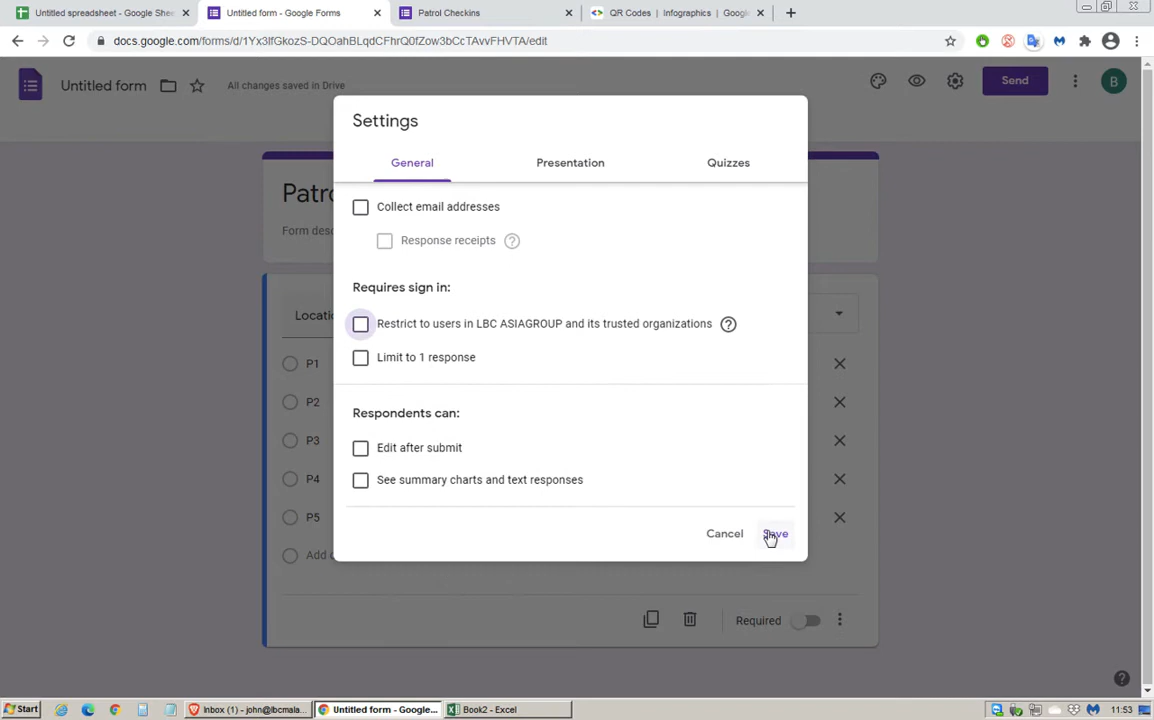 Untitled spreadsheet - Google Shee
Untitled form - Google Forms
Patrol Checkins
QR Codes | Infographics | Googl
docs.google.com/forms/d/1Yx3lfGkozS-DQOahBLqdCFhrQ0fZow3bCcTAvvFHVTA/edit
Untitled form
All changes saved in Drive
Send
B
Settings
General
Presentation
Quizzes
Patro
Form desc
Collect email addresses
Response receipts
Requires sign in:
Locatio
Restrict to users in LBC ASIAGROUP and its trusted organizations
Limit to 1 response
P1
P2
Respondents can:
P3
Edit after submit
P4
See summary charts and text responses
P5
Cancel
Save
Add o
Required
Start
Inbox (1) - john@lbcmala...
Untitled form - Google...
Book2 - Excel
11:53